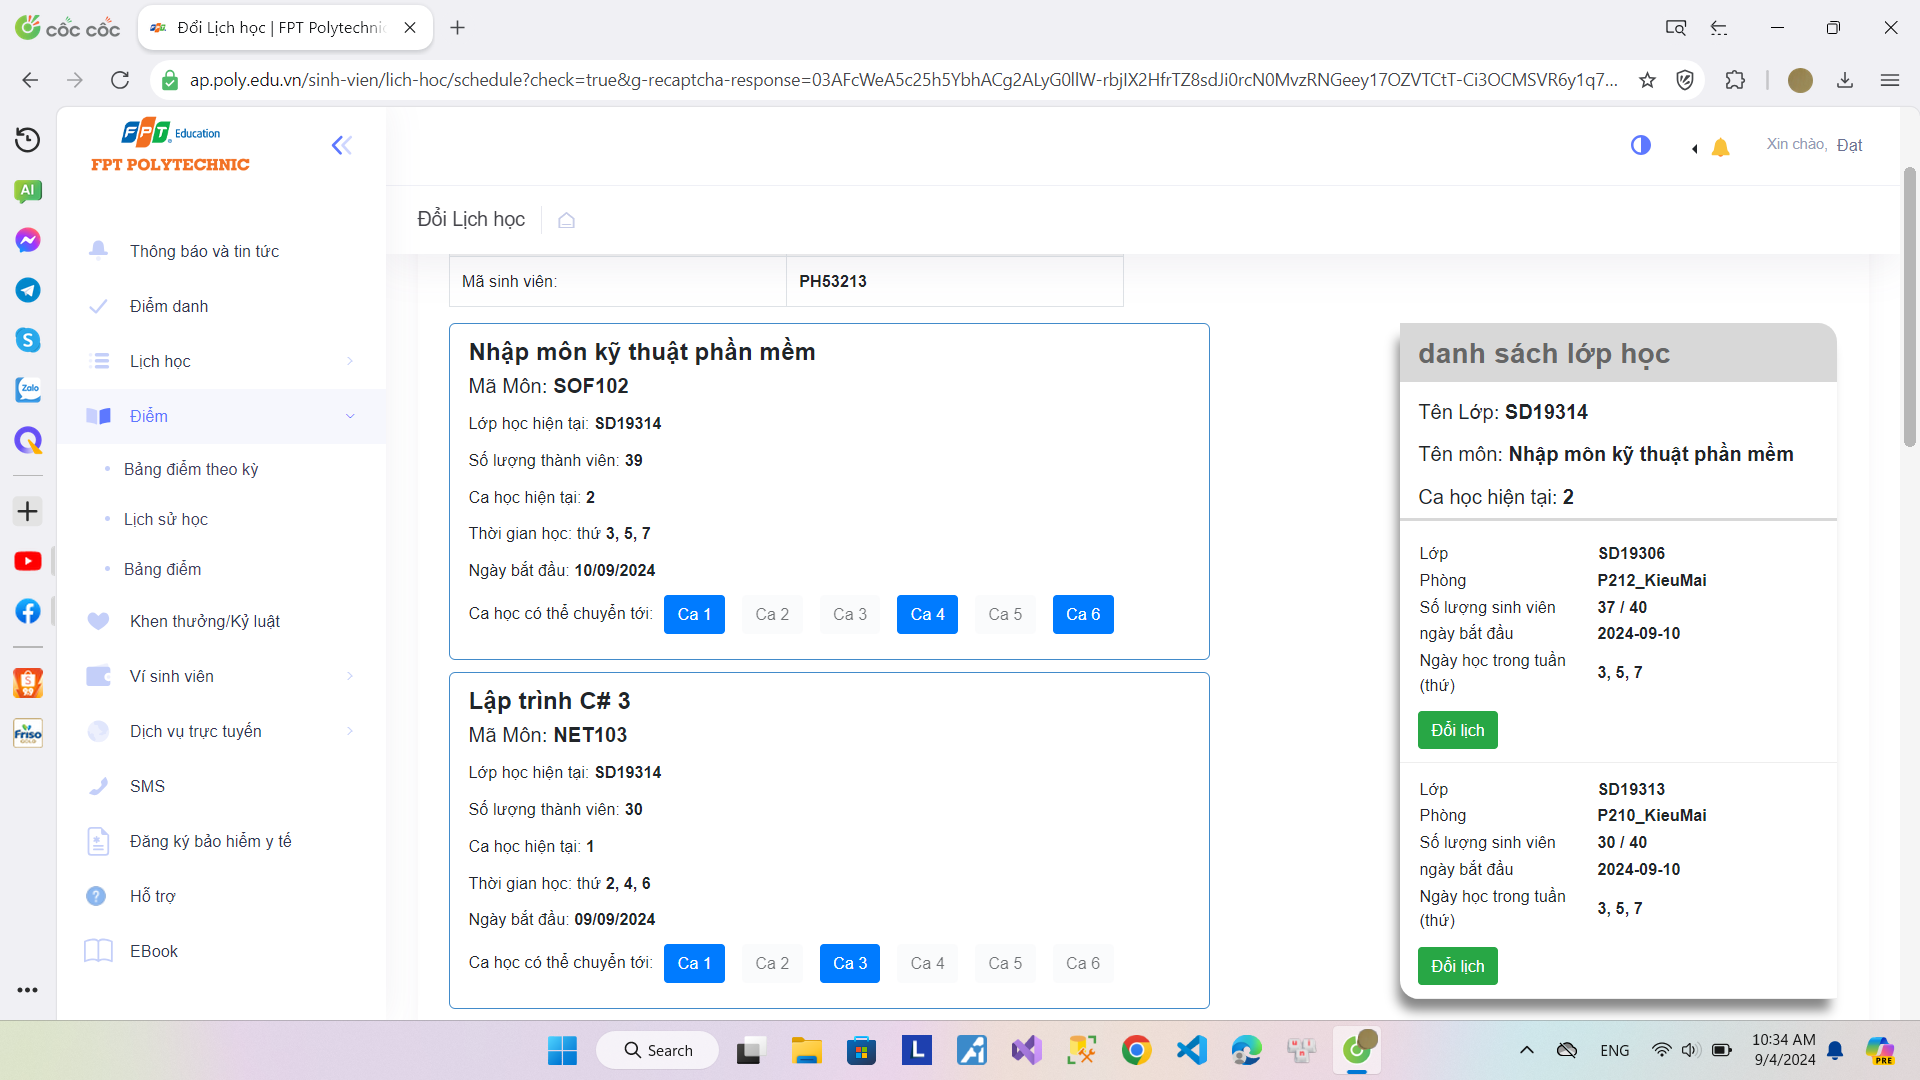 cốc cốc
Đổi Lịch học | FPT Polytechnic
ap.poly.edu.vn/sinh-vien/lich-hoc/schedule?check=true&g-recaptcha-response=03AFcWeA5c25h5YbhACg2ALyG0llW-rbjIX2HfrTZ8sdJi0rcN0MvzRNGeey17OZVTCtT-Ci3OCMSVR6y1q7...
FPT Education
FPT POLYTECHNIC
Xin chào, Đạt
Đổi Lịch học
AI
Zalo
Friso
GOLD
9.9
Thông báo và tin tức
Điểm danh
Lịch học
Điểm
Bảng điểm theo kỳ
Lịch sử học
Bảng điểm
Khen thưởng/Kỷ luật
Ví sinh viên
Dịch vụ trực tuyến
SMS
Đăng ký bảo hiểm y tế
Hỗ trợ
EBook
Mã sinh viên: PH53213
Nhập môn kỹ thuật phần mềm
Mã Môn: SOF102
Lớp học hiện tại: SD19314
Số lượng thành viên: 39
Ca học hiện tại: 2
Thời gian học: thứ 3, 5, 7
Ngày bắt đầu: 10/09/2024
Ca học có thể chuyển tới: Ca 1 Ca 2 Ca 3 Ca 4 Ca 5 Ca 6
Lập trình C# 3
Mã Môn: NET103
Lớp học hiện tại: SD19314
Số lượng thành viên: 30
Ca học hiện tại: 1
Thời gian học: thứ 2, 4, 6
Ngày bắt đầu: 09/09/2024
Ca học có thể chuyển tới: Ca 1 Ca 2 Ca 3 Ca 4 Ca 5 Ca 6
danh sách lớp học
Tên Lớp: SD19314
Tên môn: Nhập môn kỹ thuật phần mềm
Ca học hiện tại: 2
Lớp SD19306
Phòng P212_KieuMai
Số lượng sinh viên 37 / 40
ngày bắt đầu 2024-09-10
Ngày học trong tuần (thứ) 3, 5, 7
Đổi lịch
Lớp SD19313
Phòng P210_KieuMai
Số lượng sinh viên 30 / 40
ngày bắt đầu 2024-09-10
Ngày học trong tuần (thứ) 3, 5, 7
Đổi lịch
Search
L
ENG
10:34 AM
9/4/2024
PRE